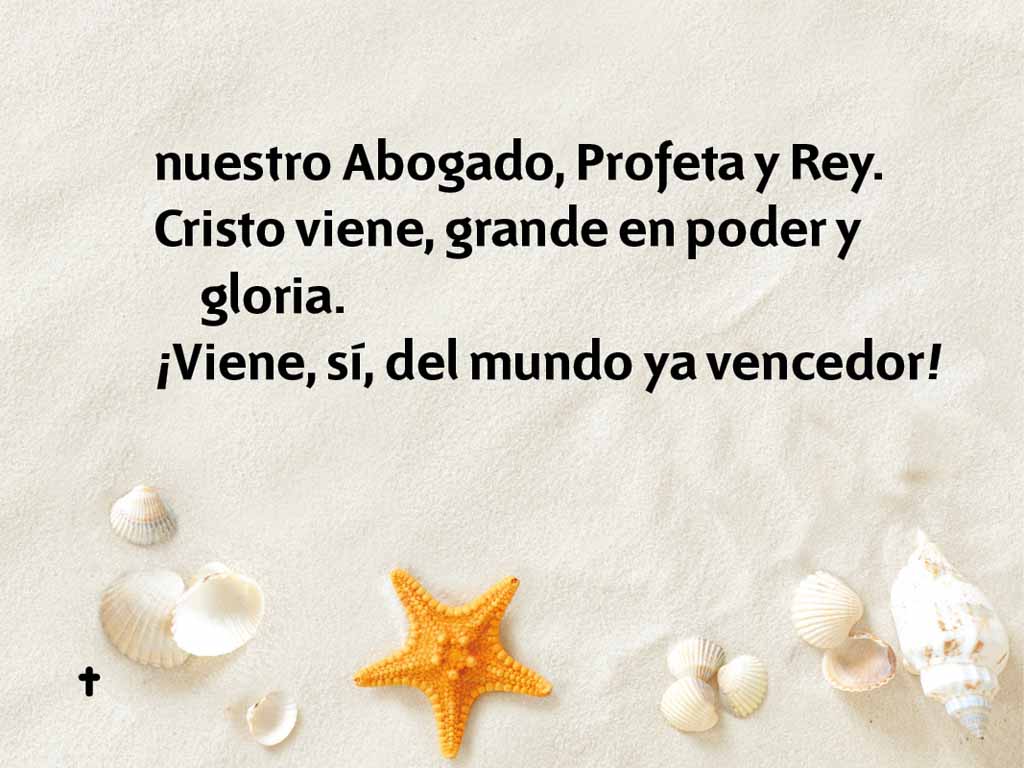 nuestro Abogado, Profeta y Rey.
Cristo viene, grande en poder y
gloria.
¡Viene, sí, del mundo ya vencedor!